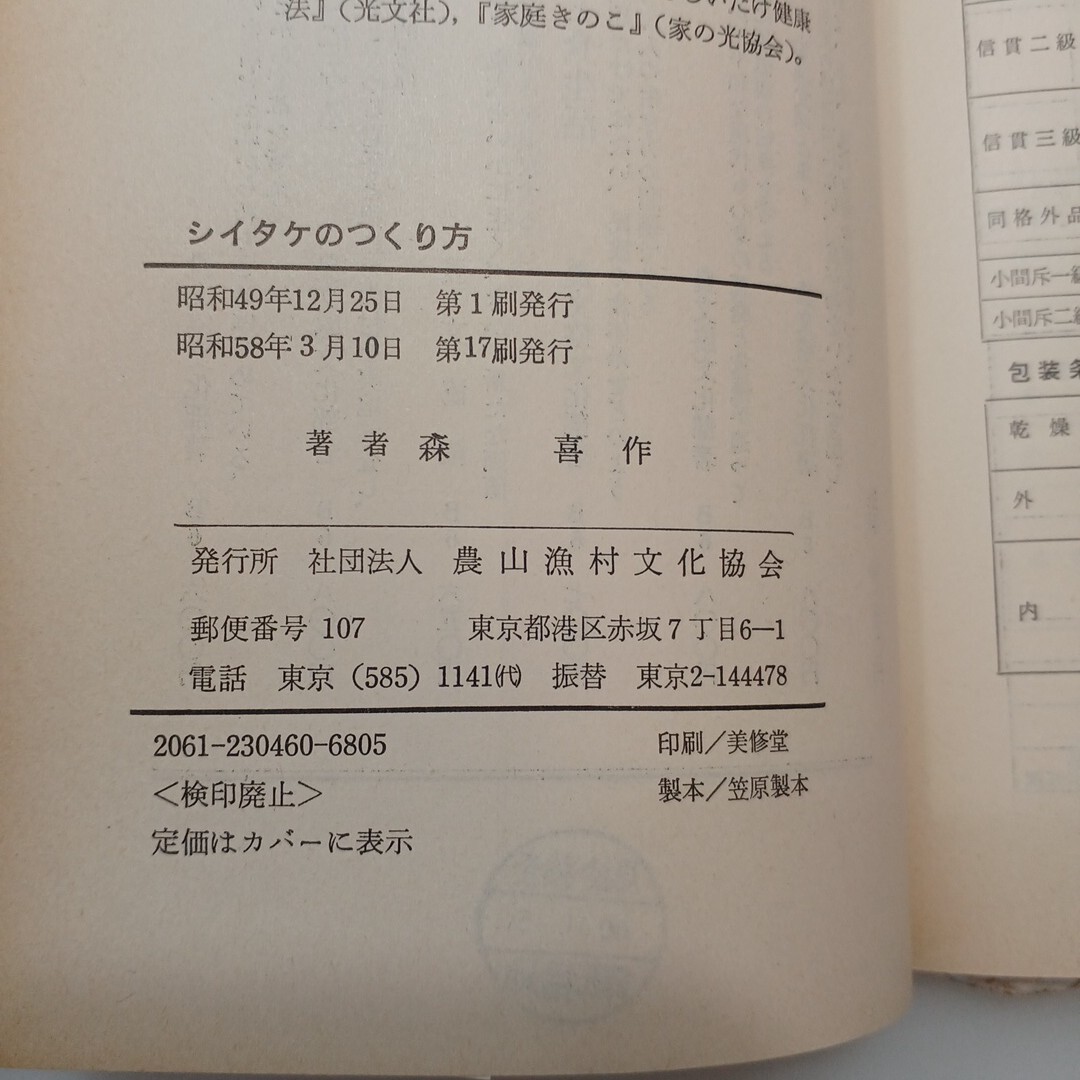 いたけ健康
法』（光文社），『家庭きのこ』（家の光協会）。
シイタケのつくり方
昭和49年12月25日 第1刷発行
昭和58年3月10日 第17刷発行
著者 森 喜作
発行所 社団法人 農山漁村文化協会
郵便番号 107 東京都港区赤坂7丁目6―1
電話 東京（585）1141㈹ 振替 東京2-144478
2061-230460-6805 印刷／美修堂
＜検印廃止＞ 製本／笠原製本
定価はカバーに表示
信貫二級
信貫三級
同格外品
小間斤一級
小間斤二級
包装条
乾燥
外
内